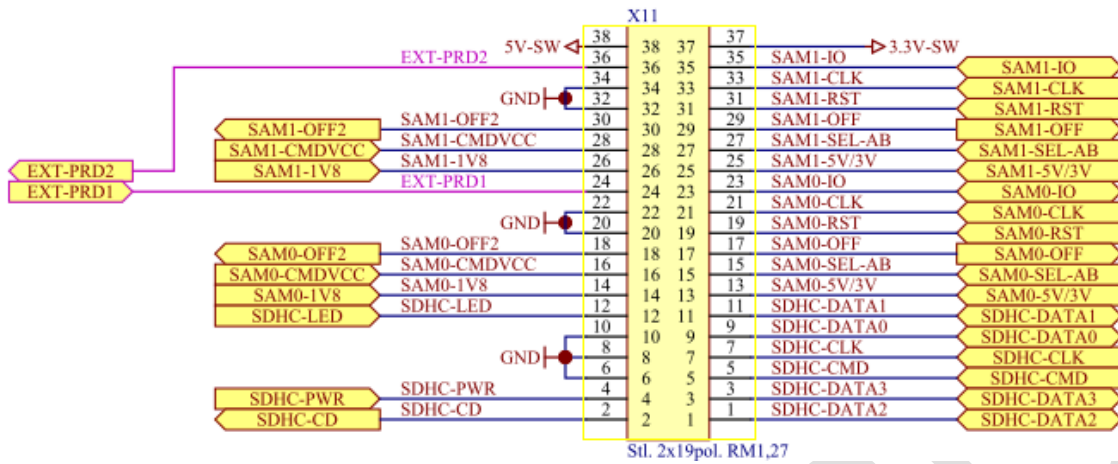 X11
38 38 37 37
5V-SW 3.3V-SW
EXT-PRD2 36 36 35 35 SAM1-IO SAM1-IO
34 34 33 33 SAM1-CLK SAM1-CLK
GND 32 32 31 31 SAM1-RST SAM1-RST
SAM1-OFF2 SAM1-OFF2 30 30 29 29 SAM1-OFF SAM1-OFF
SAM1-CMDVCC SAM1-CMDVCC 28 28 27 27 SAM1-SEL-AB SAM1-SEL-AB
EXT-PRD2 SAM1-1V8 SAM1-1V8 26 26 25 25 SAM1-5V/3V SAM1-5V/3V
EXT-PRD1 EXT-PRD1 24 24 23 23 SAM0-IO SAM0-IO
22 22 21 21 SAM0-CLK SAM0-CLK
GND 20 20 19 19 SAM0-RST SAM0-RST
SAM0-OFF2 SAM0-OFF2 18 18 17 17 SAM0-OFF SAM0-OFF
SAM0-CMDVCC SAM0-CMDVCC 16 16 15 15 SAM0-SEL-AB SAM0-SEL-AB
SAM0-1V8 SAM0-1V8 14 14 13 13 SAM0-5V/3V SAM0-5V/3V
SDHC-LED SDHC-LED 12 12 11 11 SDHC-DATA1 SDHC-DATA1
10 10 9 9 SDHC-DATA0 SDHC-DATA0
GND 8 8 7 7 SDHC-CLK SDHC-CLK
6 6 5 5 SDHC-CMD SDHC-CMD
SDHC-PWR SDHC-PWR 4 4 3 3 SDHC-DATA3 SDHC-DATA3
SDHC-CD SDHC-CD 2 2 1 1 SDHC-DATA2 SDHC-DATA2
Stl. 2x19pol. RM1,27